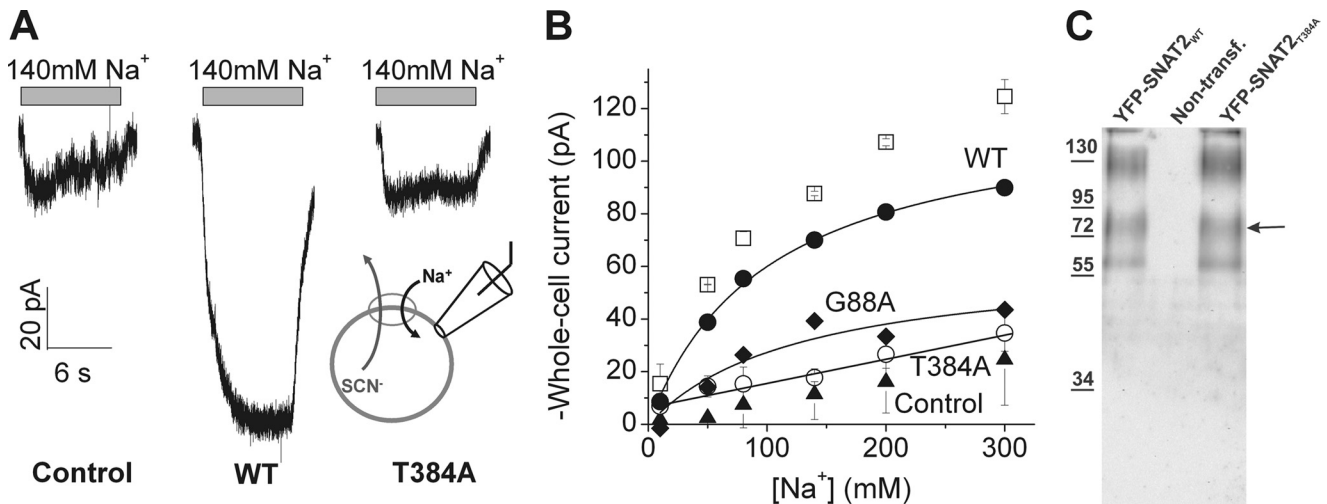 A
140mM Na⁺
140mM Na⁺
140mM Na⁺
20 pA
6 s
Na⁺
SCN⁻
Control
WT
T384A
B
-Whole-cell current (pA)
120
100
80
60
40
20
0
WT
G88A
T384A
Control
0
100
200
300
[Na⁺] (mM)
C
YFP-SNAT2WT
Non-transf.
YFP-SNAT2T384A
130
95
72
55
34